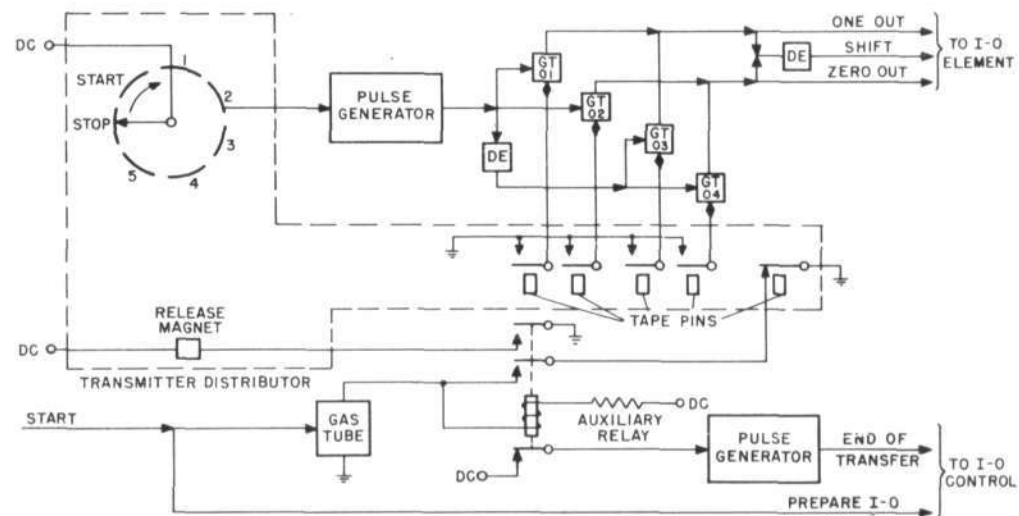 DC
START
STOP
1
2
3
4
5
PULSE
GENERATOR
DE
GT
01
GT
02
GT
03
GT
04
ONE OUT
SHIFT
DE
ZERO OUT
TO I-O
ELEMENT
TAPE PINS
RELEASE
MAGNET
DC
TRANSMITTER DISTRIBUTOR
START
GAS
TUBE
AUXILIARY
RELAY
DC
DC
PULSE
GENERATOR
END OF
TRANSFER
PREPARE I-O
TO I-O
CONTROL